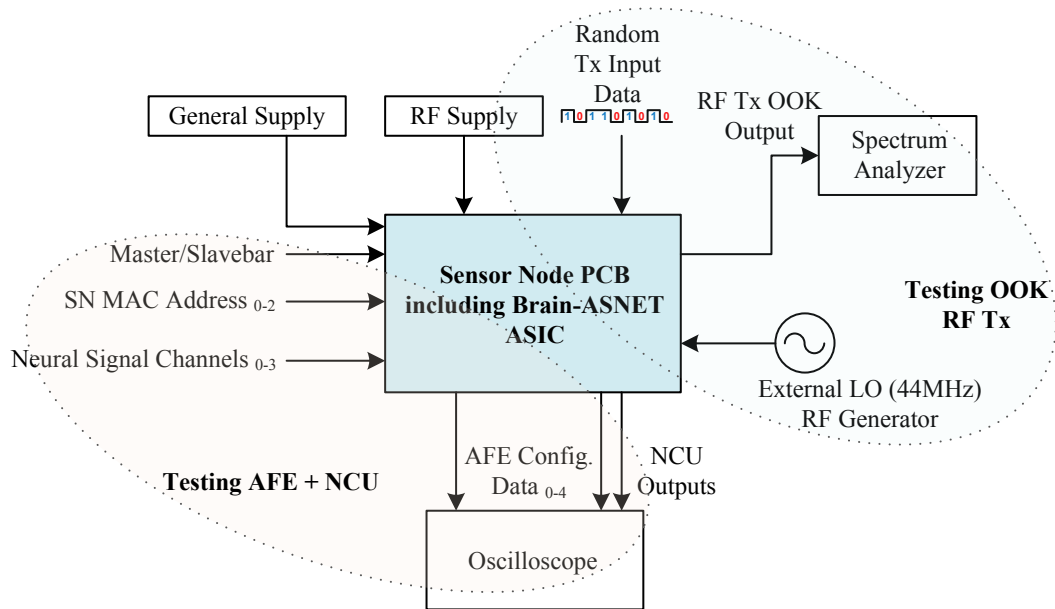 Random
Tx Input
Data
1 0 1 1 0 1 0 1 0
General Supply
RF Supply
RF Tx OOK
Output
Spectrum
Analyzer
Master/Slavebar
SN MAC Address 0-2
Neural Signal Channels 0-3
Sensor Node PCB
including Brain-ASNET
ASIC
Testing OOK
RF Tx
External LO (44MHz)
RF Generator
Testing AFE + NCU
AFE Config.
Data 0-4
NCU
Outputs
Oscilloscope